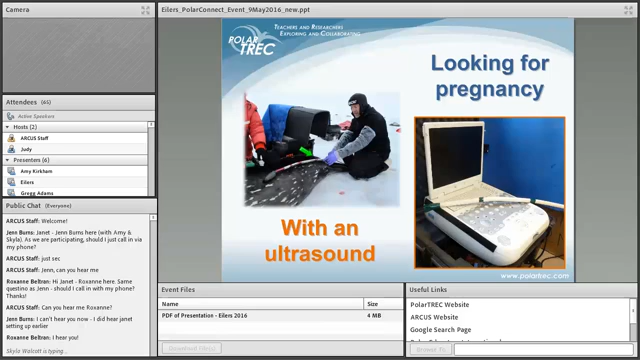 Camera
Attendees (65)
Active Speakers
Hosts (2)
ARCUS Staff
Judy
Presenters (6)
Amy Kirkham
Eilers
Gregg Adams
Public Chat (Everyone)
ARCUS Staff: Welcome!
Jenn Burns: Janet - Jenn Burns here (with Amy & Skyla). As we are participating, should I just call in via my phone?
ARCUS Staff: just sec
ARCUS Staff: Jenn, can you hear me
Roxanne Beltran: Hi Janet - Roxanne here. Same questino as Jenn - should I call in with my phone? Thanks!
ARCUS Staff: Can you hear me Roxanne?
Jenn Burns: I can't hear you now - I did hear janet setting up earlier
Roxanne Beltran: I hear you!
Skyla Walcott is typing...
Eilers_PolarConnect_Event_9May2016_new.ppt
POLAR TREC
TEACHERS AND RESEARCHERS
EXPLORING AND COLLABORATING
Looking for
pregnancy
With an
ultrasound
www.polartrec.com
Event Files
Name Size
PDF of Presentation - Eilers 2016 4 MB
Download File(s)
Useful Links
PolarTREC Website
ARCUS Website
Google Search Page
Browse To